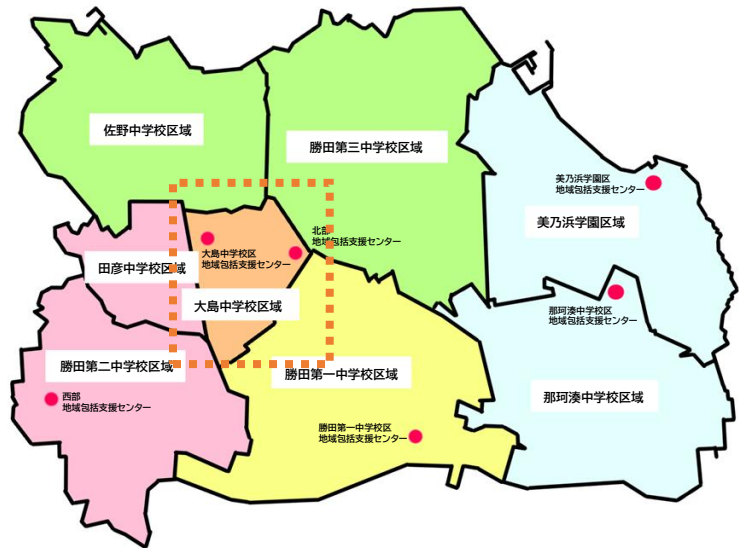 佐野中学校区域
勝田第三中学校区域
美乃浜学園区
地域包括支援センター
美乃浜学園区域
北部
地域包括支援センター
大島中学校区
地域包括支援センター
田彦中学校区域
大島中学校区域
那珂湊中学校区
地域包括支援センター
勝田第二中学校区域
勝田第一中学校区域
那珂湊中学校区域
西部
地域包括支援センター
勝田第一中学校区
地域包括支援センター